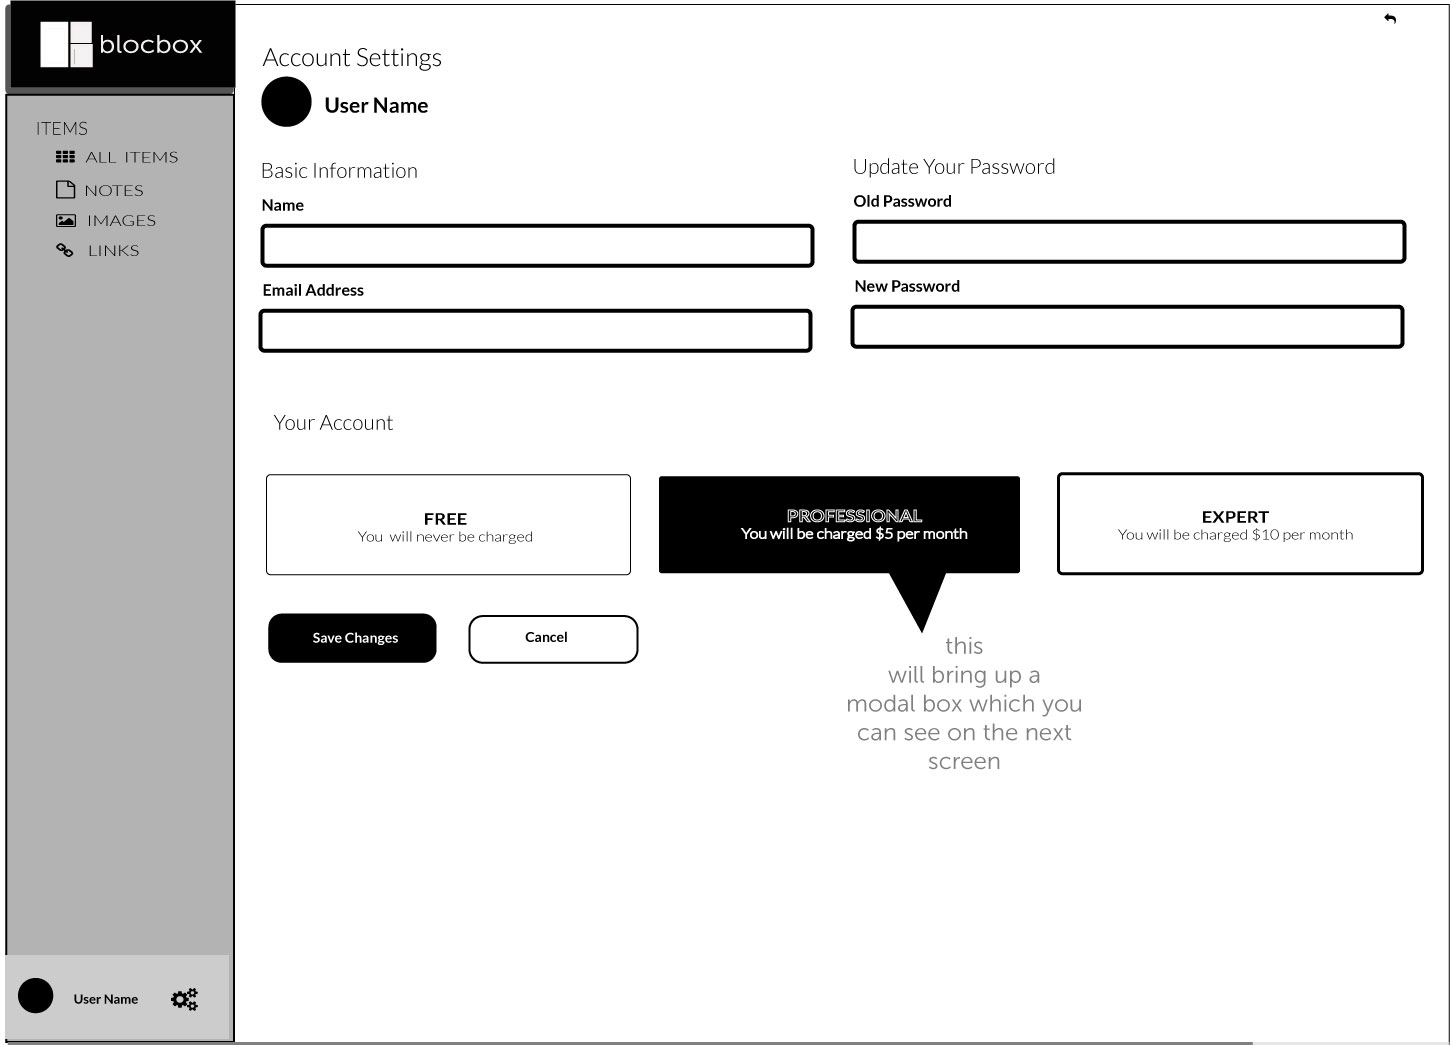 blocbox
ITEMS
ALL ITEMS
NOTES
IMAGES
LINKS
User Name
Account Settings
User Name
Basic Information
Name
Email Address
Update Your Password
Old Password
New Password
Your Account
FREE
You will never be charged
PROFESSIONAL
You will be charged $5 per month
EXPERT
You will be charged $10 per month
Save Changes
Cancel
this
will bring up a
modal box which you
can see on the next
screen